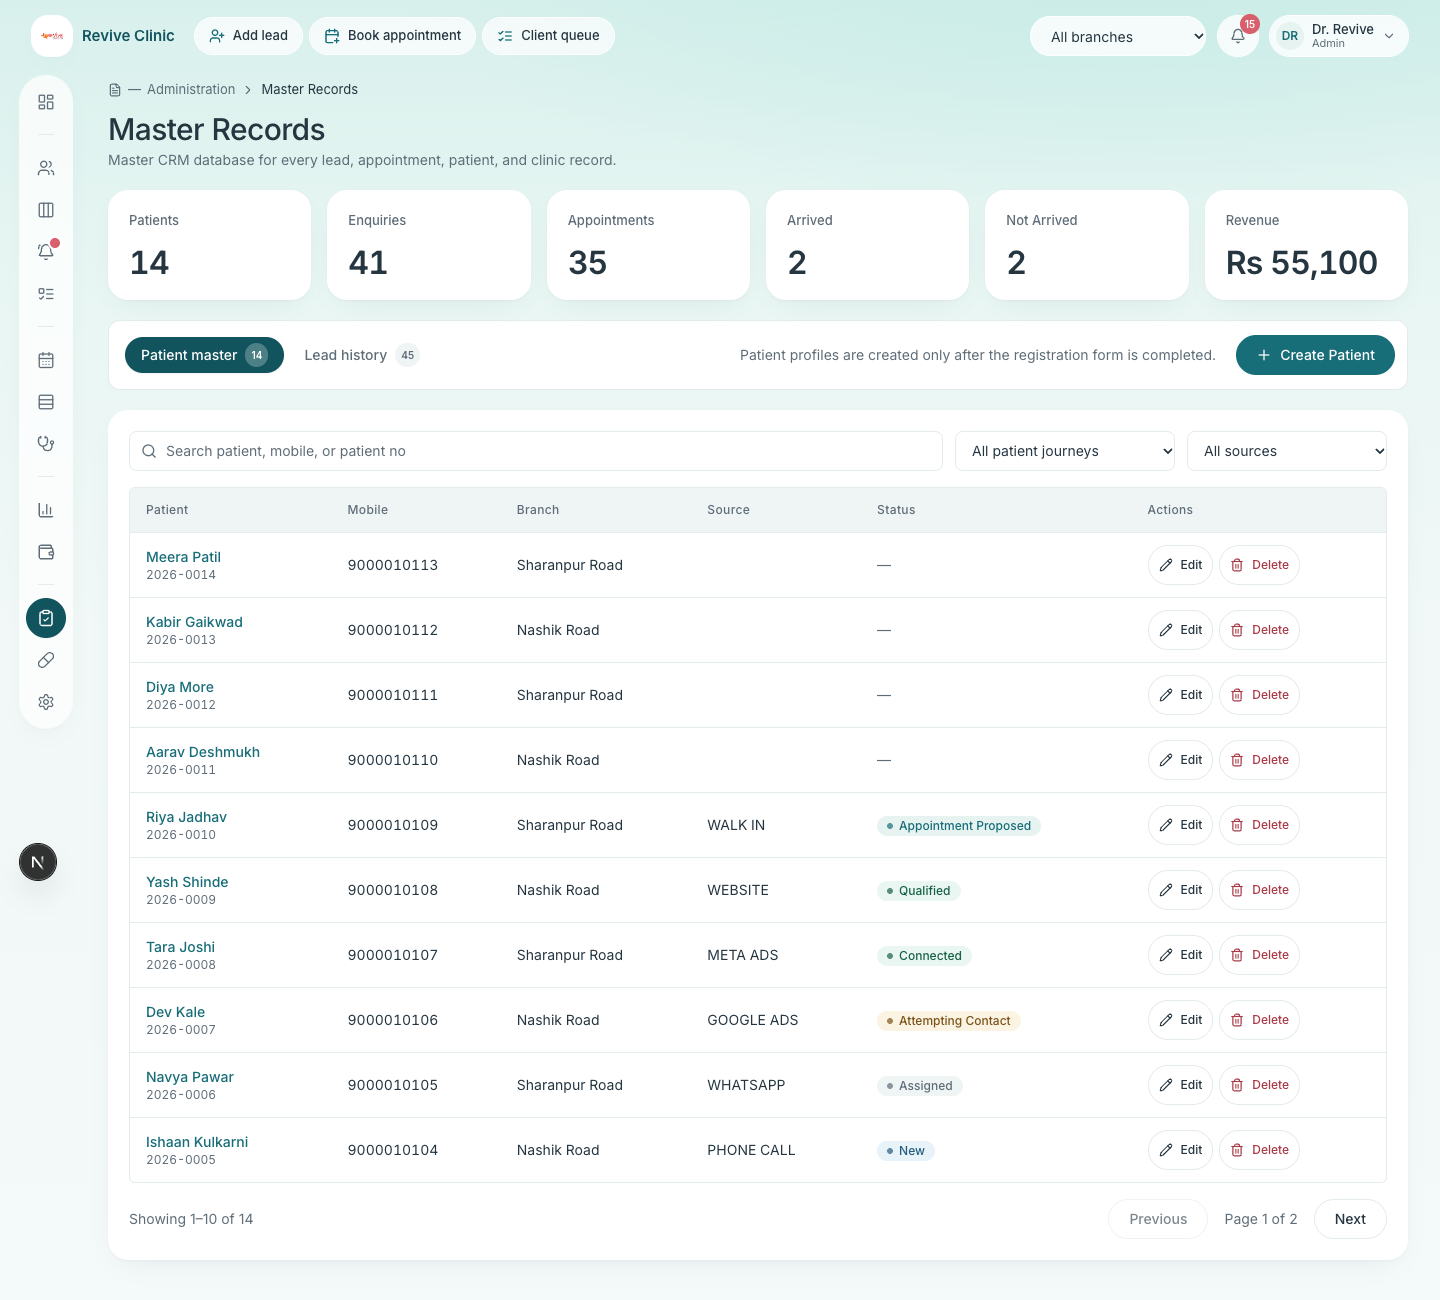 Revive Clinic
Add lead
Book appointment
Client queue
All branches
15
DR
Dr. Revive
Admin
— Administration > Master Records
Master Records
Master CRM database for every lead, appointment, patient, and clinic record.
Patients
14
Enquiries
41
Appointments
35
Arrived
2
Not Arrived
2
Revenue
Rs 55,100
Patient master 14
Lead history 45
Patient profiles are created only after the registration form is completed.
+ Create Patient
Search patient, mobile, or patient no
All patient journeys
All sources
Patient Mobile Branch Source Status Actions
Meera Patil
2026-0014
9000010113 Sharanpur Road — Edit Delete
Kabir Gaikwad
2026-0013
9000010112 Nashik Road — Edit Delete
Diya More
2026-0012
9000010111 Sharanpur Road — Edit Delete
Aarav Deshmukh
2026-0011
9000010110 Nashik Road — Edit Delete
Riya Jadhav
2026-0010
9000010109 Sharanpur Road WALK IN Appointment Proposed Edit Delete
Yash Shinde
2026-0009
9000010108 Nashik Road WEBSITE Qualified Edit Delete
Tara Joshi
2026-0008
9000010107 Sharanpur Road META ADS Connected Edit Delete
Dev Kale
2026-0007
9000010106 Nashik Road GOOGLE ADS Attempting Contact Edit Delete
Navya Pawar
2026-0006
9000010105 Sharanpur Road WHATSAPP Assigned Edit Delete
Ishaan Kulkarni
2026-0005
9000010104 Nashik Road PHONE CALL New Edit Delete
Showing 1–10 of 14
Previous
Page 1 of 2
Next
N